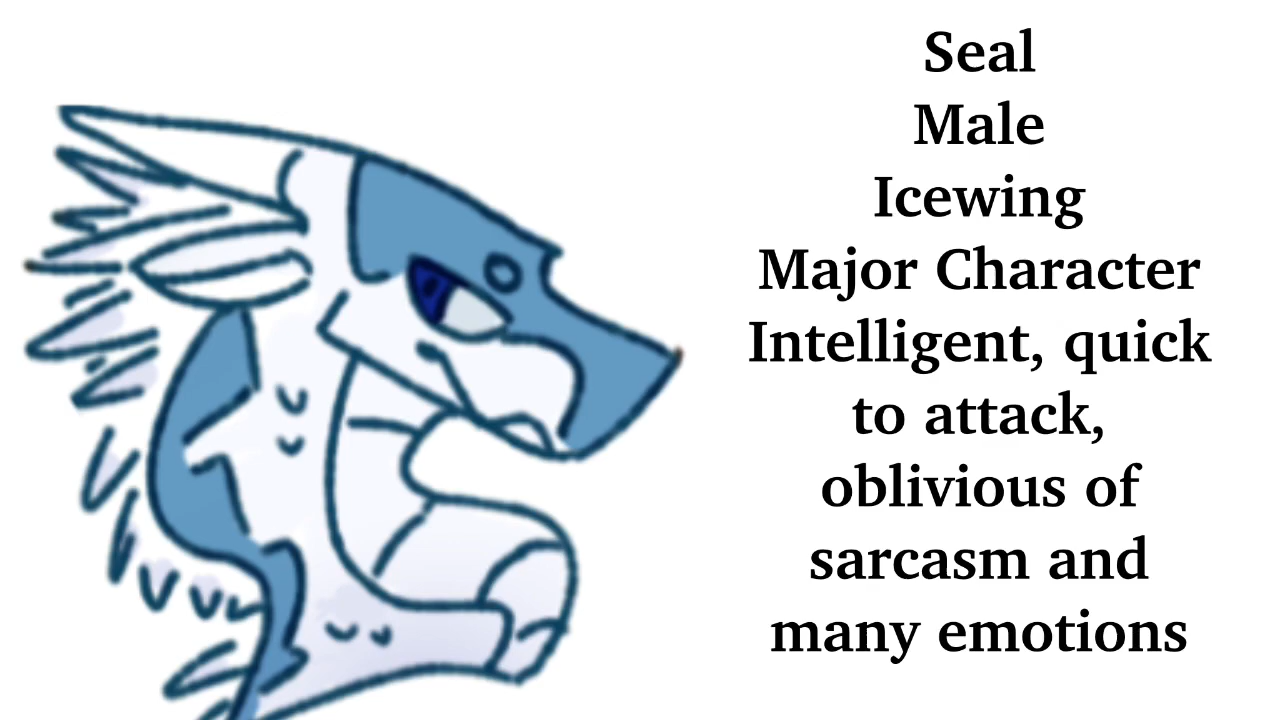 Seal
Male
Icewing
Major Character
Intelligent, quick
to attack,
oblivious of
sarcasm and
many emotions